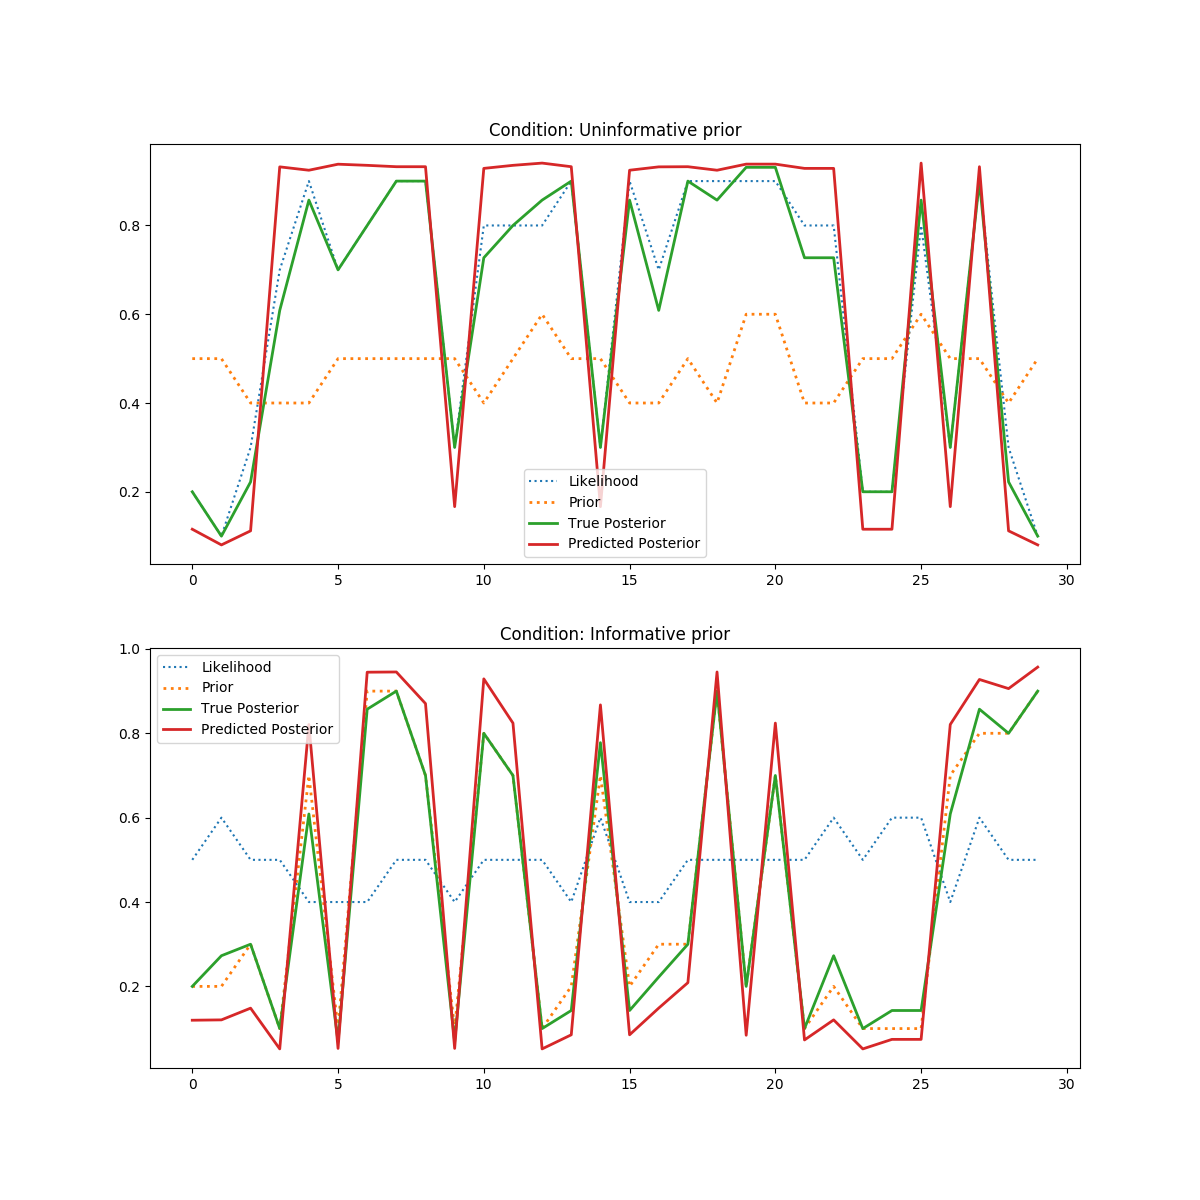 Condition: Uninformative prior
0.8
0.6
0.4
0.2
Likelihood
Prior
True Posterior
Predicted Posterior
0 5 10 15 20 25 30
Condition: Informative prior
1.0
0.8
0.6
0.4
0.2
Likelihood
Prior
True Posterior
Predicted Posterior
0 5 10 15 20 25 30